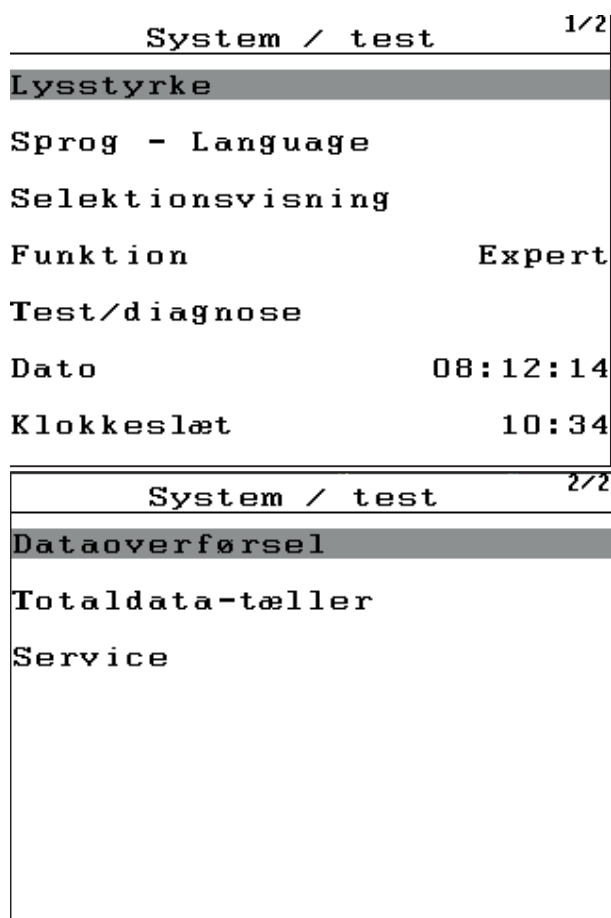 System / test 1/2
Lysstyrke
Sprog - Language
Selektionsvisning
Funktion Expert
Test/diagnose
Dato 08:12:14
Klokkeslæt 10:34
System / test 2/2
Dataoverførsel
Totaldata-tæller
Service